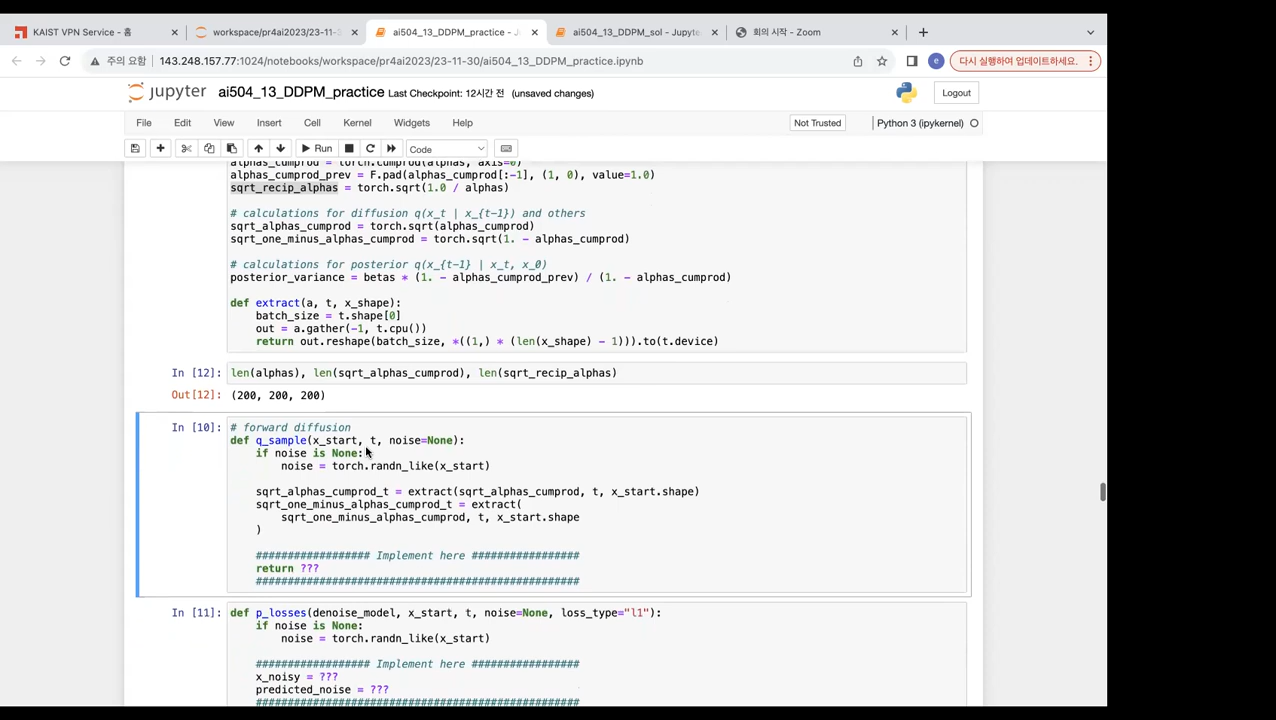 KAIST VPN Service - 홈
workspace/pr4ai2023/23-11-3
ai504_13_DDPM_practice - J
ai504_13_DDPM_sol - Jupyte
회의 시작 - Zoom
주의 요함 143.248.157.77:1024/notebooks/workspace/pr4ai2023/23-11-30/ai504_13_DDPM_practice.ipynb
e
다시 실행하여 업데이트하세요.
jupyter ai504_13_DDPM_practice Last Checkpoint: 12시간 전 (unsaved changes)
Logout
File Edit View Insert Cell Kernel Widgets Help
Not Trusted
Python 3 (ipykernel)
Run
Code
alphas_cumprod = torch.cumprod(alphas, axis=0)
alphas_cumprod_prev = F.pad(alphas_cumprod[:-1], (1, 0), value=1.0)
sqrt_recip_alphas = torch.sqrt(1.0 / alphas)
# calculations for diffusion q(x_t | x_{t-1}) and others
sqrt_alphas_cumprod = torch.sqrt(alphas_cumprod)
sqrt_one_minus_alphas_cumprod = torch.sqrt(1. - alphas_cumprod)
# calculations for posterior q(x_{t-1} | x_t, x_0)
posterior_variance = betas * (1. - alphas_cumprod_prev) / (1. - alphas_cumprod)
def extract(a, t, x_shape):
batch_size = t.shape[0]
out = a.gather(-1, t.cpu())
return out.reshape(batch_size, *((1,) * (len(x_shape) - 1))).to(t.device)
In [12]: len(alphas), len(sqrt_alphas_cumprod), len(sqrt_recip_alphas)
Out[12]: (200, 200, 200)
In [10]: # forward diffusion
def q_sample(x_start, t, noise=None):
if noise is None:
noise = torch.randn_like(x_start)
sqrt_alphas_cumprod_t = extract(sqrt_alphas_cumprod, t, x_start.shape)
sqrt_one_minus_alphas_cumprod_t = extract(
sqrt_one_minus_alphas_cumprod, t, x_start.shape
)
################## Implement here #################
return ???
###################################################
In [11]: def p_losses(denoise_model, x_start, t, noise=None, loss_type="l1"):
if noise is None:
noise = torch.randn_like(x_start)
################## Implement here #################
x_noisy = ???
predicted_noise = ???
###################################################